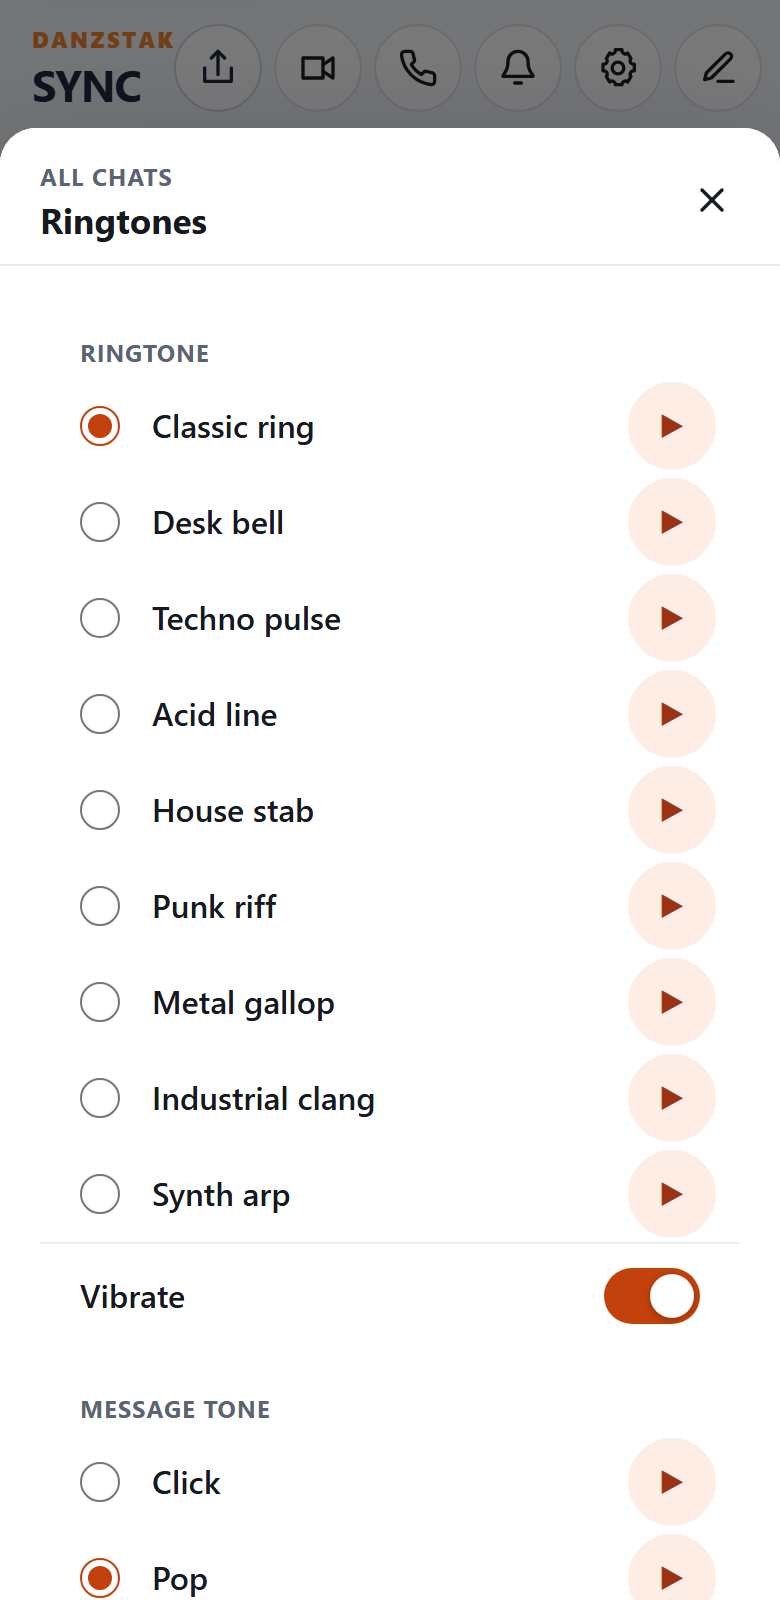 DANZSTAK
SYNC
ALL CHATS
Ringtones
RINGTONE
Classic ring
Desk bell
Techno pulse
Acid line
House stab
Punk riff
Metal gallop
Industrial clang
Synth arp
Vibrate
MESSAGE TONE
Click
Pop